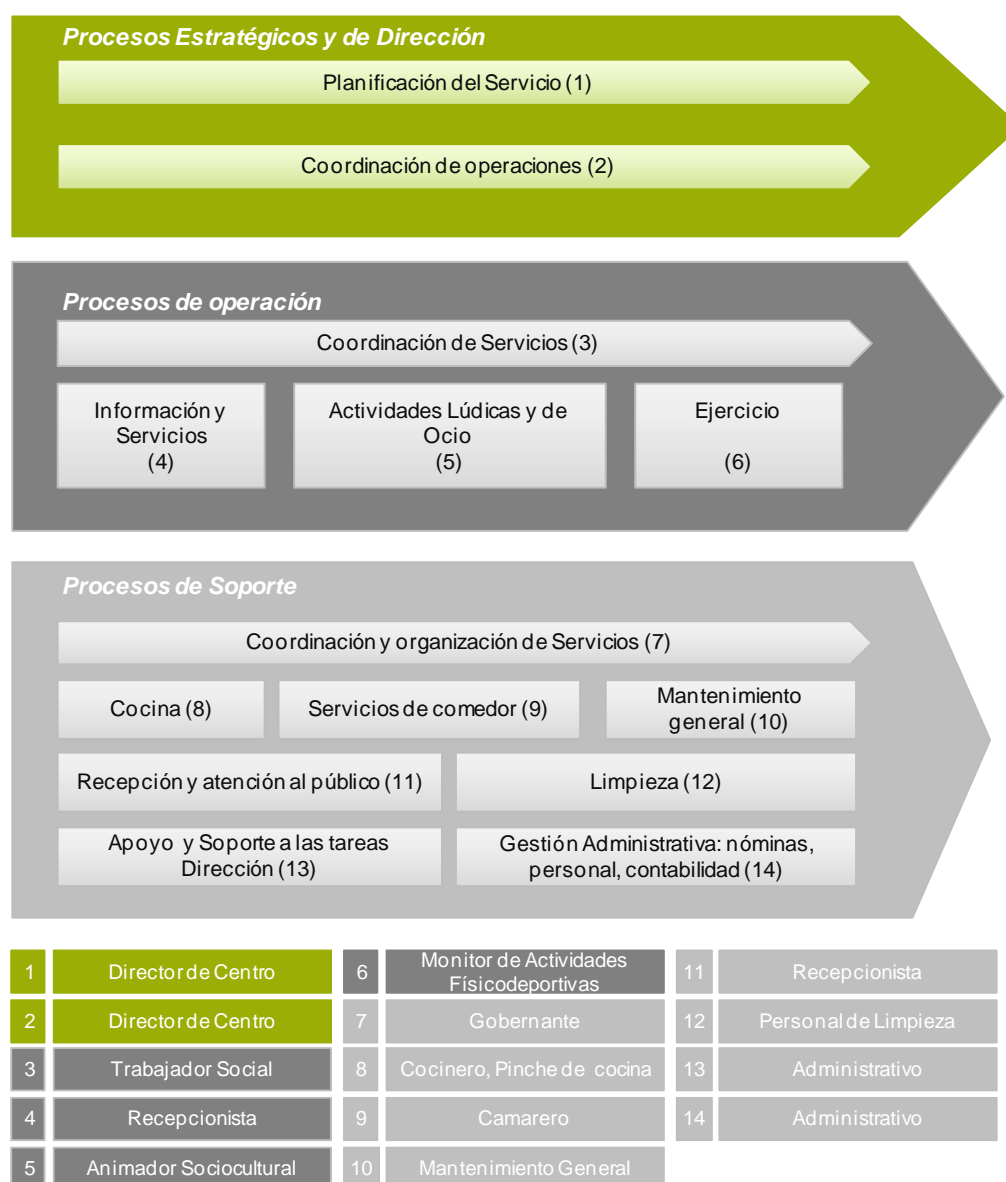 Procesos Estratégicos y de Dirección
Planificación del Servicio (1)
Coordinación de operaciones (2)
Procesos de operación
Coordinación de Servicios (3)
Información y
Servicios
(4)
Actividades Lúdicas y de
Ocio
(5)
Ejercicio
(6)
Procesos de Soporte
Coordinación y organización de Servicios (7)
Cocina (8)
Servicios de comedor (9)
Mantenimiento
general (10)
Recepción y atención al público (11)
Limpieza (12)
Apoyo y Soporte a las tareas
Dirección (13)
Gestión Administrativa: nóminas,
personal, contabilidad (14)
1 Director de Centro
2 Director de Centro
3 Trabajador Social
4 Recepcionista
5 Animador Sociocultural
6 Monitor de Actividades
Físicodeportivas
7 Gobernante
8 Cocinero, Pinche de cocina
9 Camarero
10 Mantenimiento General
11 Recepcionista
12 Personal de Limpieza
13 Administrativo
14 Administrativo